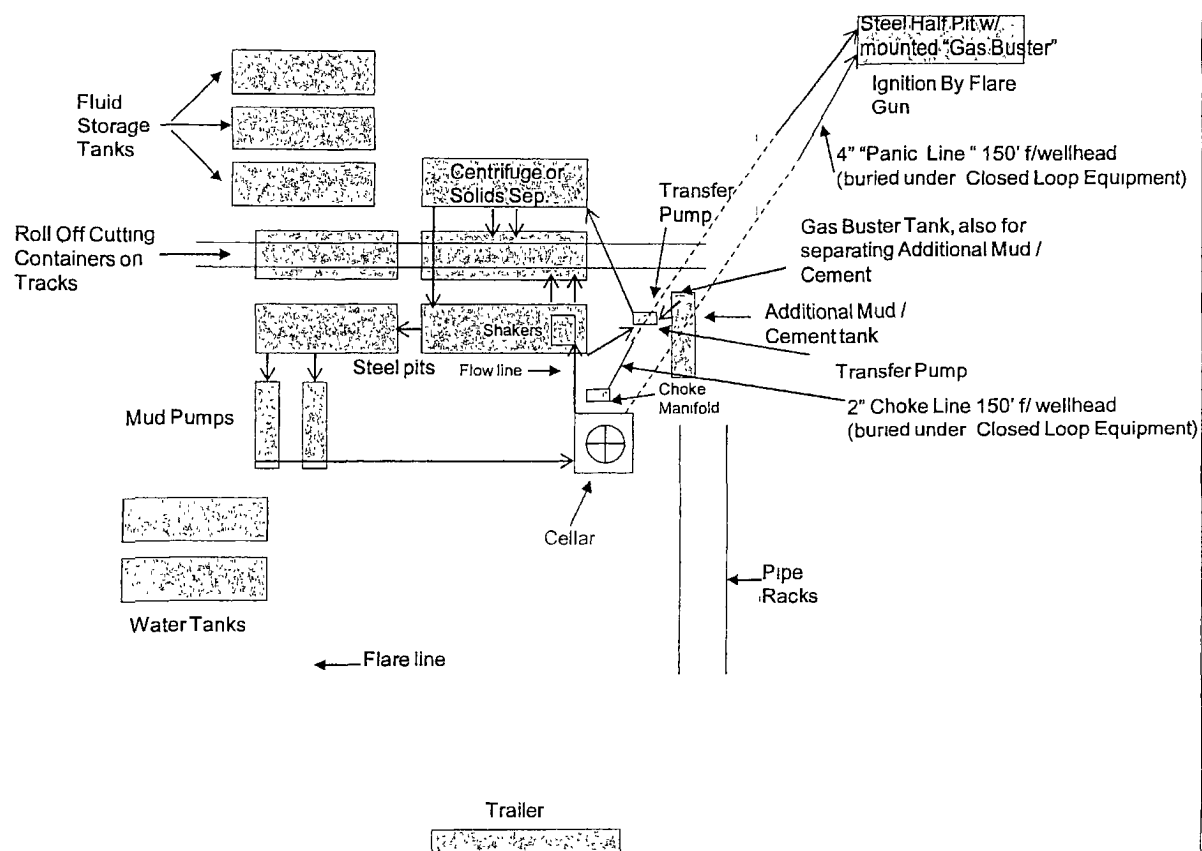 Steel Half Pit w/
mounted “Gas Buster”
Ignition By Flare
Gun
4” “Panic Line “ 150' f/wellhead
(buried under Closed Loop Equipment)
Fluid
Storage
Tanks
Centrifuge or
Solids Sep.
Transfer
Pump
Gas Buster Tank, also for
separating Additional Mud /
Cement
Roll Off Cutting
Containers on
Tracks
Additional Mud /
Cement tank
Shakers
Steel pits
Flow line
Choke
Manifold
Transfer Pump
2” Choke Line 150' f/ wellhead
(buried under Closed Loop Equipment)
Mud Pumps
Cellar
Pipe
Racks
Water Tanks
Flare line
Trailer